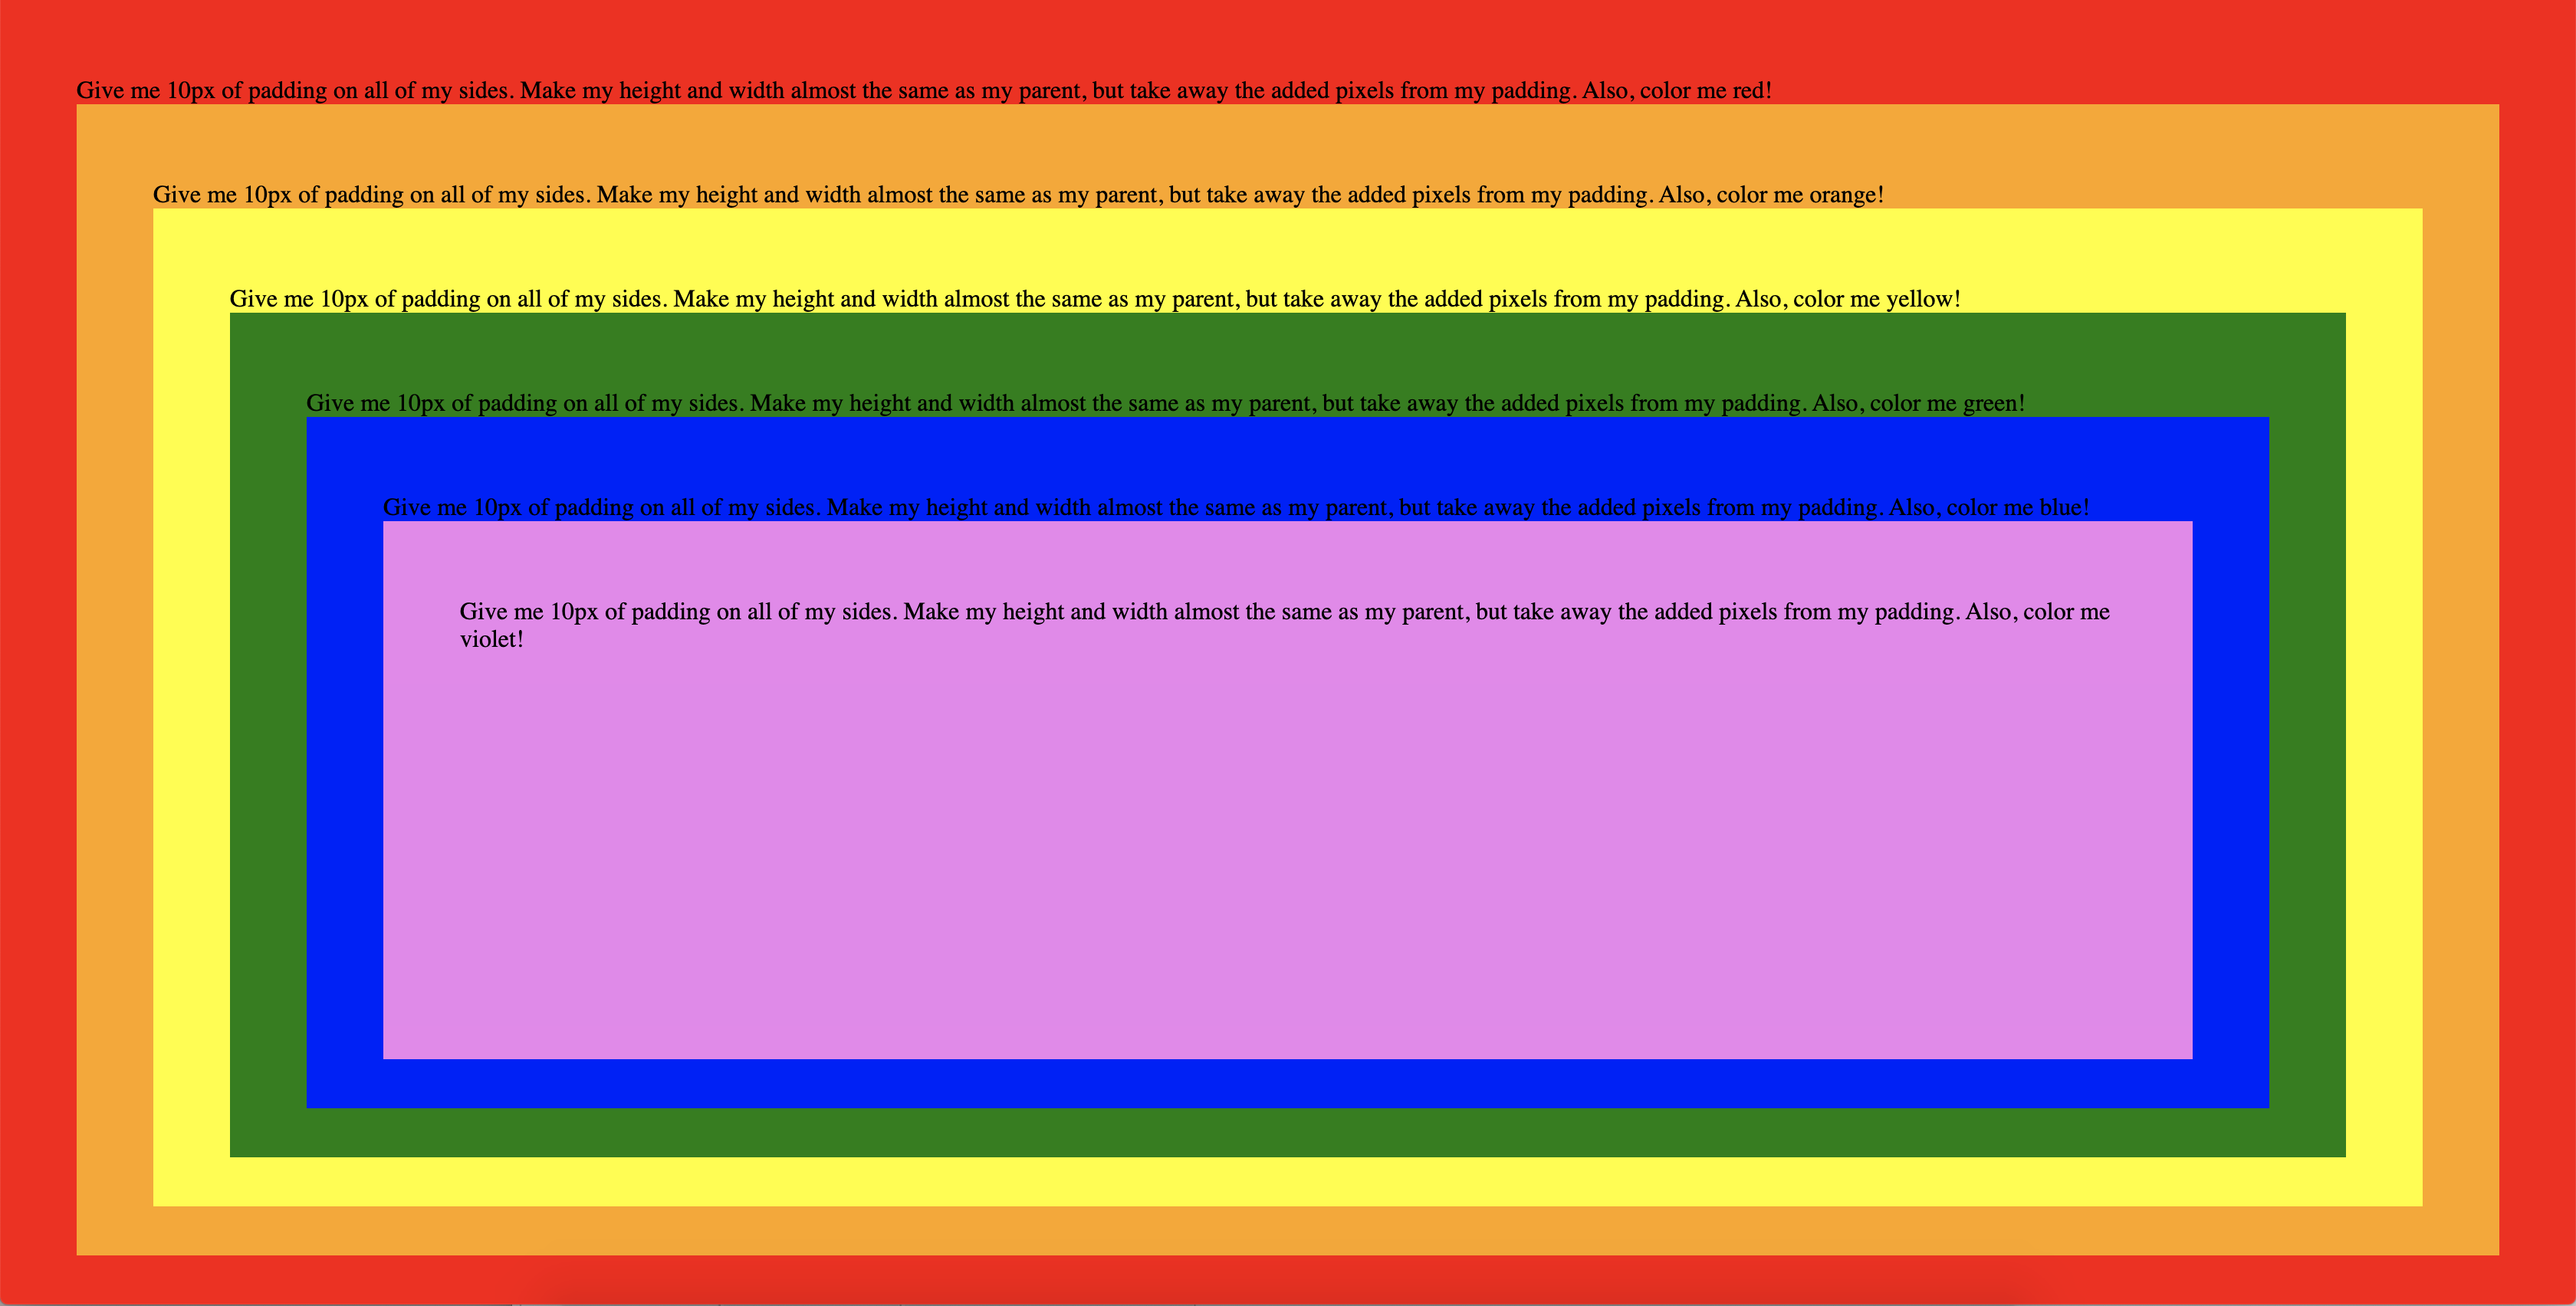 Give me 10px of padding on all of my sides. Make my height and width almost the same as my parent, but take away the added pixels from my padding. Also, color me red!
Give me 10px of padding on all of my sides. Make my height and width almost the same as my parent, but take away the added pixels from my padding. Also, color me orange!
Give me 10px of padding on all of my sides. Make my height and width almost the same as my parent, but take away the added pixels from my padding. Also, color me yellow!
Give me 10px of padding on all of my sides. Make my height and width almost the same as my parent, but take away the added pixels from my padding. Also, color me green!
Give me 10px of padding on all of my sides. Make my height and width almost the same as my parent, but take away the added pixels from my padding. Also, color me blue!
Give me 10px of padding on all of my sides. Make my height and width almost the same as my parent, but take away the added pixels from my padding. Also, color me
violet!